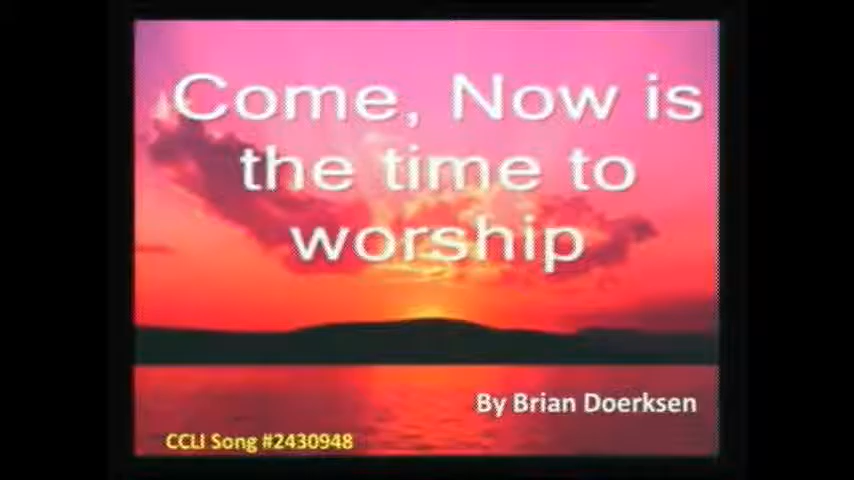 Come, Now is
the time to
worship
By Brian Doerksen
CCLI Song #2430948